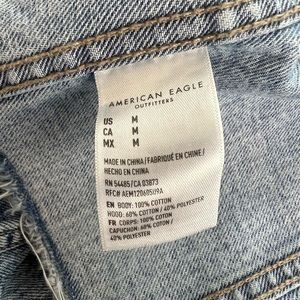 AMERICAN EAGLE
OUTFITTERS
US M
CA M
MX M
MADE IN CHINA / FABRIQUÉ EN CHINE /
HECHO EN CHINA
RN 54485/CA 03873
RFC# AEM120605U9A
EN BODY: 100% COTTON
HOOD: 60% COTTON / 40% POLYESTER
FR CORPS: 100% COTON
CAPUCHON: 60% COTON /
40% POLYESTER